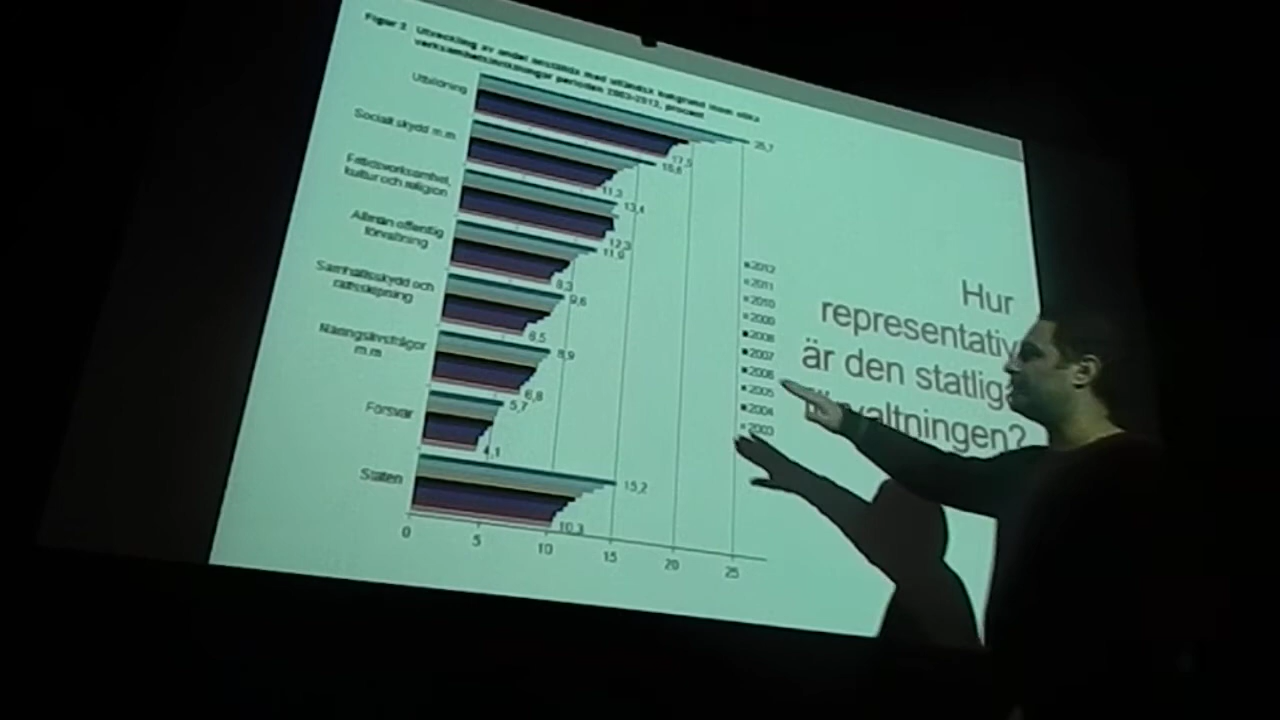 Figur 2 Utveckling av andel anställda med utländsk bakgrund inom olika
verksamhetsinriktningar perioden 2003-2012, procent
Utbildning
25,7
17,5
Socialt skydd m.m.
15,6
11,3
Fritidsverksamhet,
kultur och religion
13,4
12,3
Allmän offentlig
förvaltning
11,9
8,3
Samhällsskydd och
rättsskipning
9,6
6,5
Näringslivsfrågor
m.m
8,9
6,8
Försvar
5,7
4,1
Staten
15,2
10,3
0 5 10 15 20 25
2012
2011
2010
2009
2008
2007
2006
2005
2004
2003
Hur
representativ
är den statliga
förvaltningen?